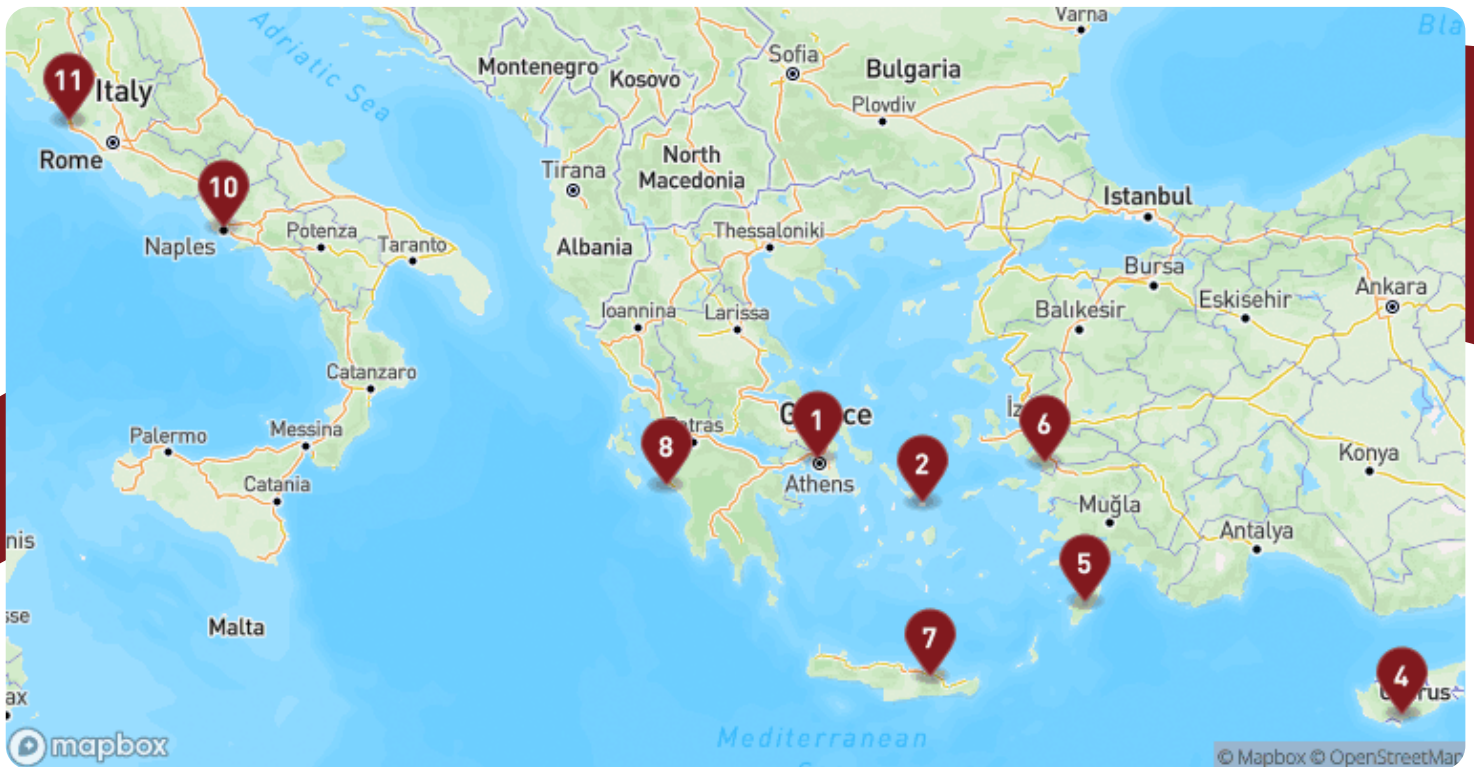 Varna
Adriatic Sea
Bla
Sofia
Montenegro
Kosovo
Bulgaria
11
Italy
Plovdiv
Rome
North
Macedonia
Tirana
10
Istanbul
Naples
Potenza
Taranto
Albania
Thessaloniki
Bursa
Ankara
Ioannina
Larissa
Balıkesir
Eskisehir
Catanzaro
1
6
Messina
Palermo
8
2
Konya
Catania
Athens
Muğla
Antalya
nis
5
sse
Malta
7
4
ax
Mediterranean
mapbox
© Mapbox © OpenStreetMap